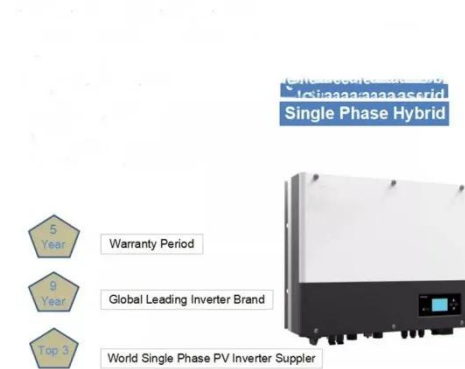 Single Phase Hybrid
5
Year
Warranty Period
9
Year
Global Leading Inverter Brand
Top 3
World Single Phase PV Inverter Suppler